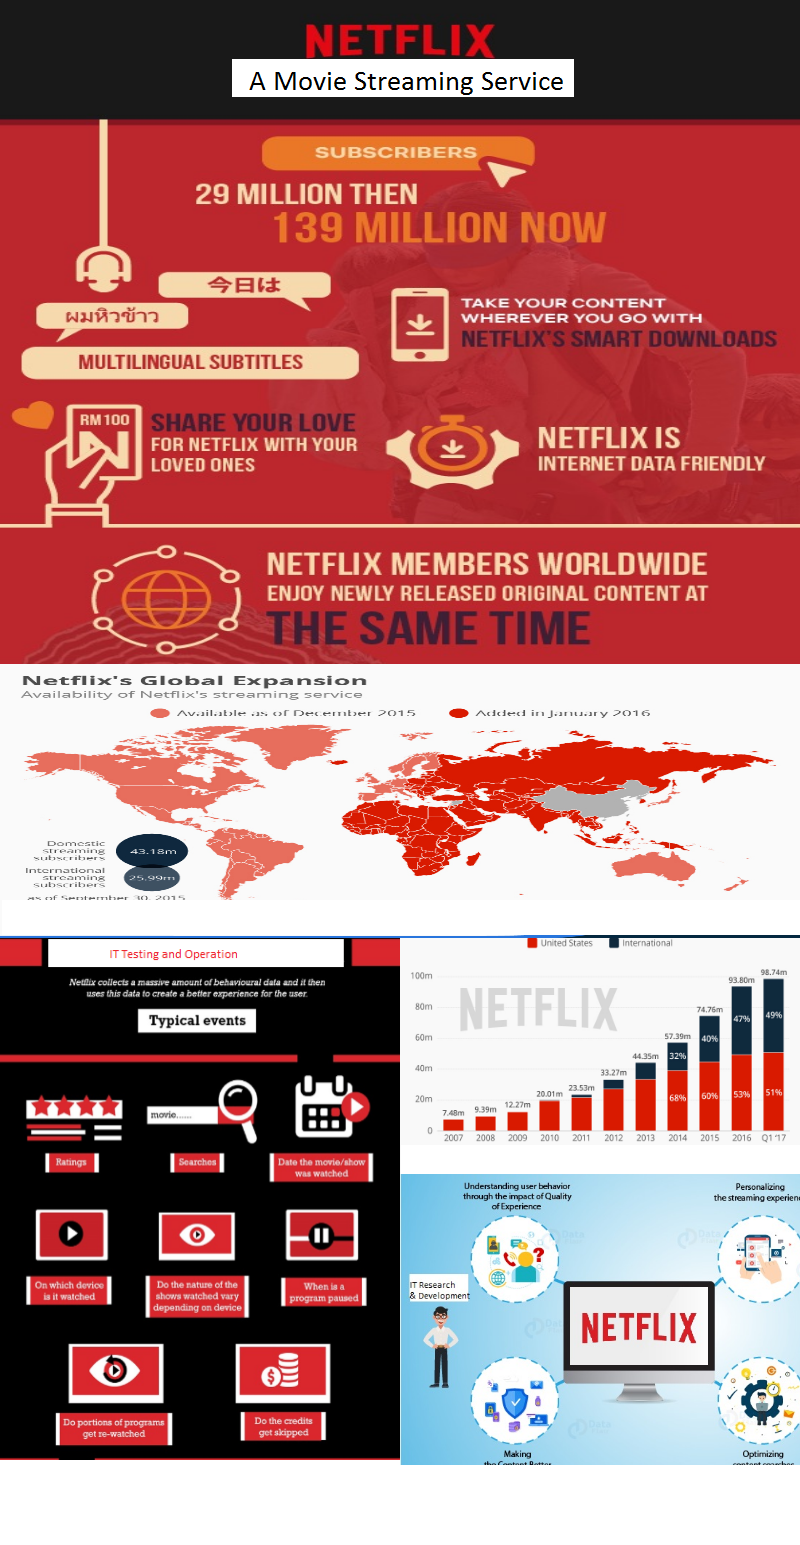 NETFLIX
A Movie Streaming Service
SUBSCRIBERS
29 MILLION THEN
139 MILLION NOW
今日は
ผมหิวข้าว
MULTILINGUAL SUBTITLES
TAKE YOUR CONTENT
WHEREVER YOU GO WITH
NETFLIX'S SMART DOWNLOADS
RM100
SHARE YOUR LOVE
FOR NETFLIX WITH YOUR
LOVED ONES
NETFLIX IS
INTERNET DATA FRIENDLY
NETFLIX MEMBERS WORLDWIDE
ENJOY NEWLY RELEASED ORIGINAL CONTENT AT
THE SAME TIME
Netflix's Global Expansion
Availability of Netflix's streaming service
Available as of December 2015
Added in January 2016
Domestic
streaming
subscribers
43.18m
International
streaming
subscribers
25.99m
as of September 30, 2015
IT Testing and Operation
Netflix collects a massive amount of behavioural data and it then
uses this data to create a better experience for the user.
Typical events
movie......
Ratings
Searches
Date the movie/show
was watched
On which device
is it watched
Do the nature of the
shows watched vary
depending on device
When is a
program paused
Do portions of programs
get re-watched
Do the credits
get skipped
United States
International
NETFLIX
100m
80m
60m
40m
20m
0
7.48m
9.39m
12.27m
20.01m
23.53m
33.27m
44.35m
57.39m
74.76m
93.80m
98.74m
32%
40%
47%
49%
68%
60%
53%
51%
2007
2008
2009
2010
2011
2012
2013
2014
2015
2016
Q1 '17
Understanding user behavior
through the impact of Quality
of Experience
Personalizing
the streaming experien
IT Research
& Development
NETFLIX
Making
the Content Better
Optimizing
content searches